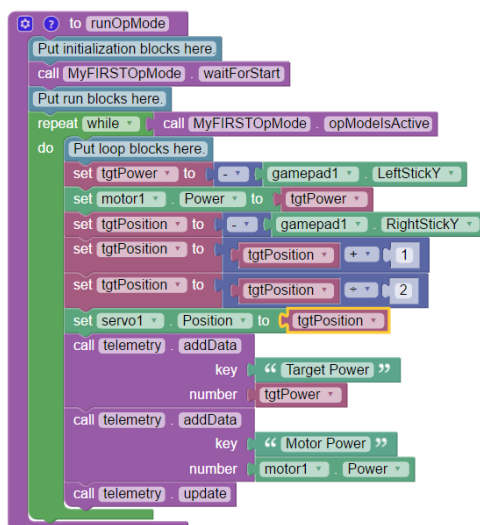 ? to runOpMode
Put initialization blocks here.
call MyFIRSTOpMode . waitForStart
Put run blocks here.
repeat while call MyFIRSTOpMode . opModeIsActive
do Put loop blocks here.
set tgtPower to - gamepad1 . LeftStickY
set motor1 . Power to tgtPower
set tgtPosition to - gamepad1 . RightStickY
set tgtPosition to tgtPosition + 1
set tgtPosition to tgtPosition ÷ 2
set servo1 . Position to tgtPosition
call telemetry . addData
key “ Target Power ”
number tgtPower
call telemetry . addData
key “ Motor Power ”
number motor1 . Power
call telemetry . update